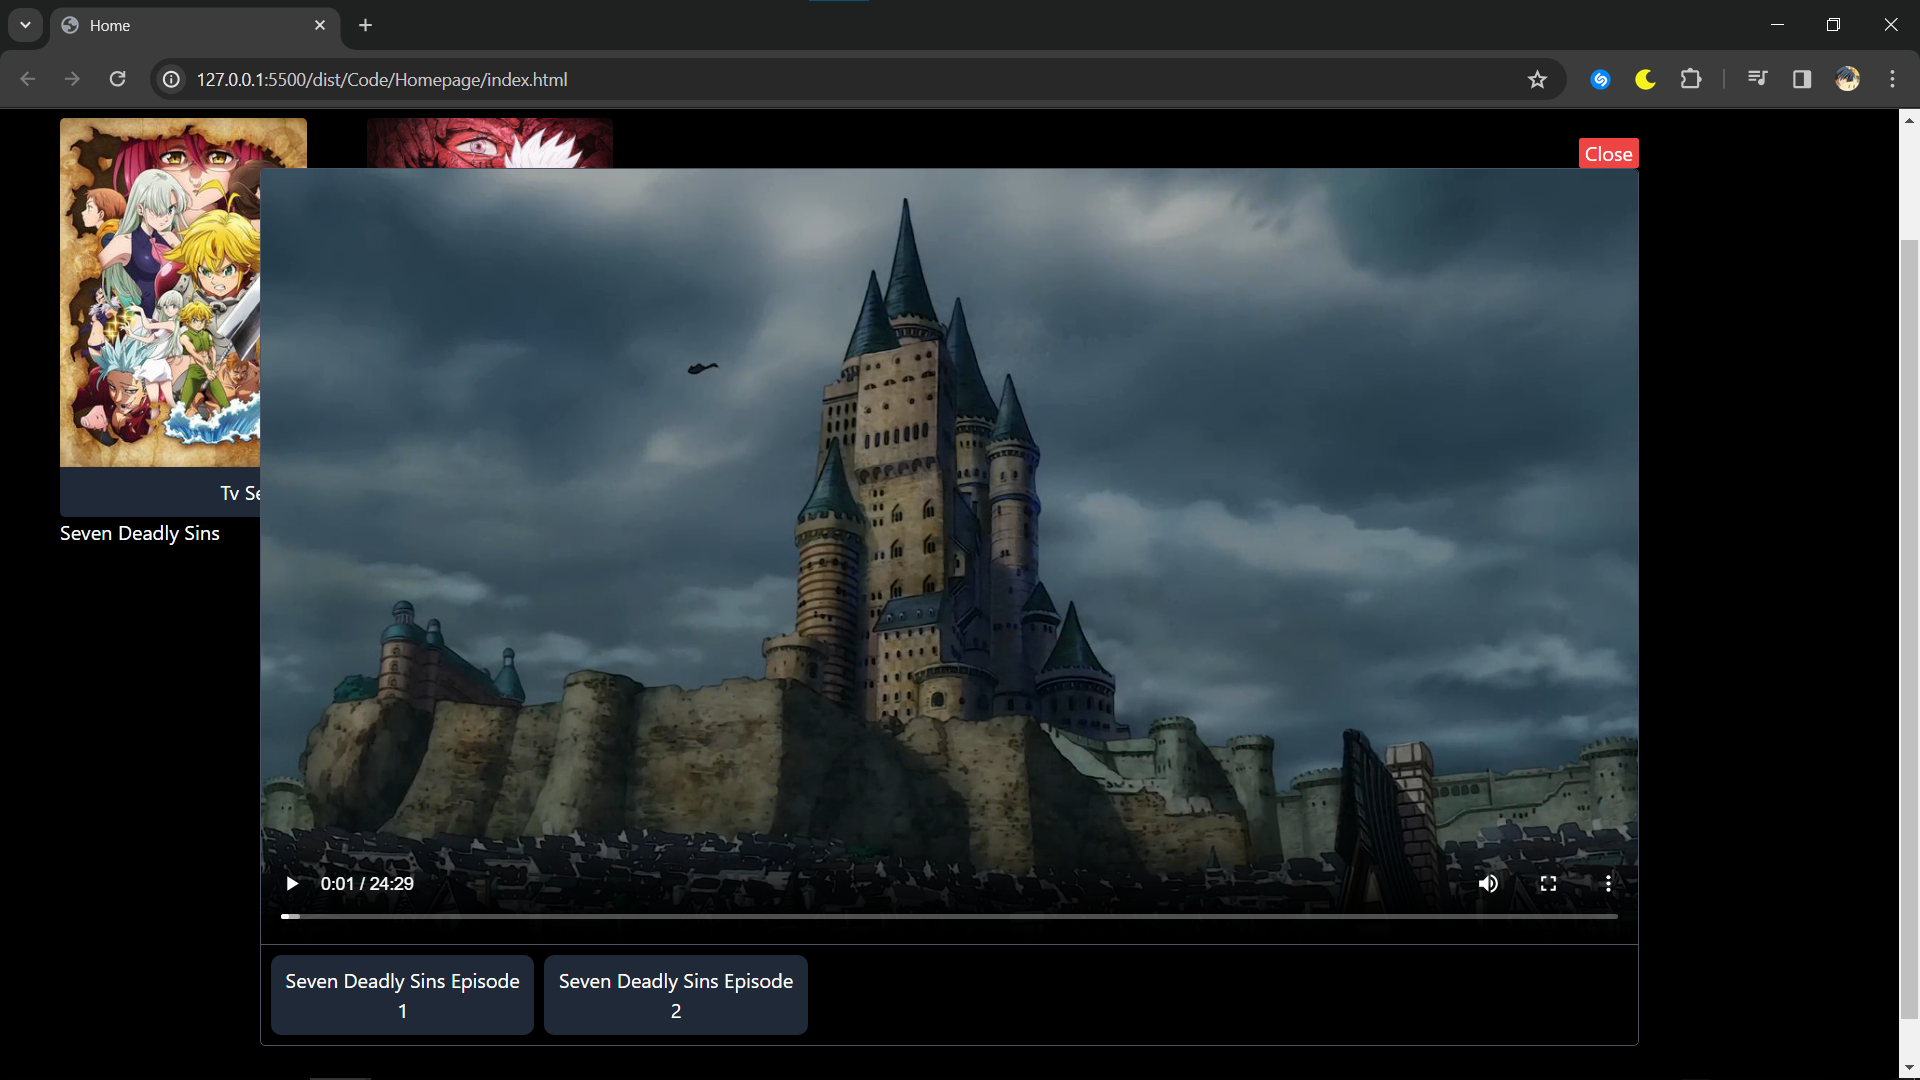 Home
127.0.0.1:5500/dist/Code/Homepage/index.html
Close
Tv Se
Seven Deadly Sins
0:01 / 24:29
Seven Deadly Sins Episode
1
Seven Deadly Sins Episode
2